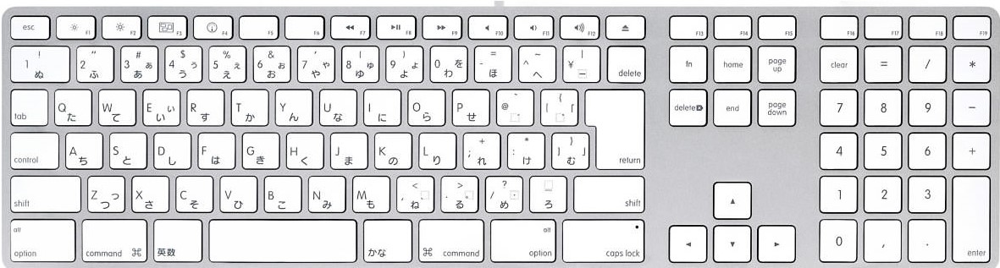 esc F1 F2 F3 F4 F5 F6 F7 F8 F9 F10 F11 F12 F13 F14 F15 F16 F17 F18 F19
! " # ぁ $ ぅ % ぇ & ぉ ' ゃ ( ゅ ) ょ を = ~ |
1 2 3 4 5 6 7 8 9 0 - ^ ¥ fn home page up clear = / *
ぬ ふ あ う え お や ゆ よ わ ほ へ ー delete
tab Q W E ぃ R T Y U I O P @ ` [ { 「 delete end page down 7 8 9 −
た て い す か ん な に ら せ
control A S D F G H J K L ; + : * ] } 」 return 4 5 6 +
ち と し は き く ま の り れ け む
shift Z っ X C V B N M , < . > / ? shift 1 2 3
つ さ そ ひ こ み も ね る め ろ
alt alt
option command ⌘ 英数 かな ⌘ command option caps lock 0 , . enter